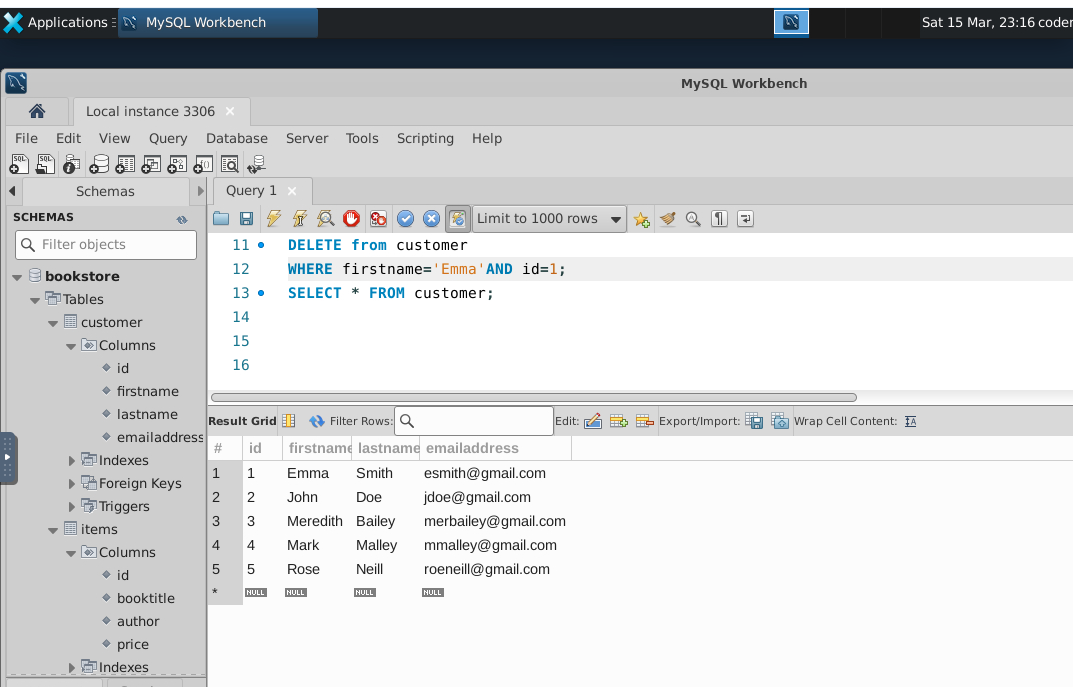 Applications MySQL Workbench Sat 15 Mar, 23:16 coder
MySQL Workbench
Local instance 3306
File Edit View Query Database Server Tools Scripting Help
Schemas
SCHEMAS
Filter objects
bookstore
Tables
customer
Columns
id
firstname
lastname
emailaddress
Indexes
Foreign Keys
Triggers
items
Columns
id
booktitle
author
price
Indexes
Query 1
Limit to 1000 rows
11 DELETE from customer
12 WHERE firstname='Emma'AND id=1;
13 SELECT * FROM customer;
14
15
16
Result Grid Filter Rows: Edit: Export/Import: Wrap Cell Content:
# id firstname lastname emailaddress
1 1 Emma Smith esmith@gmail.com
2 2 John Doe jdoe@gmail.com
3 3 Meredith Bailey merbailey@gmail.com
4 4 Mark Malley mmalley@gmail.com
5 5 Rose Neill roeneill@gmail.com
* NULL NULL NULL NULL